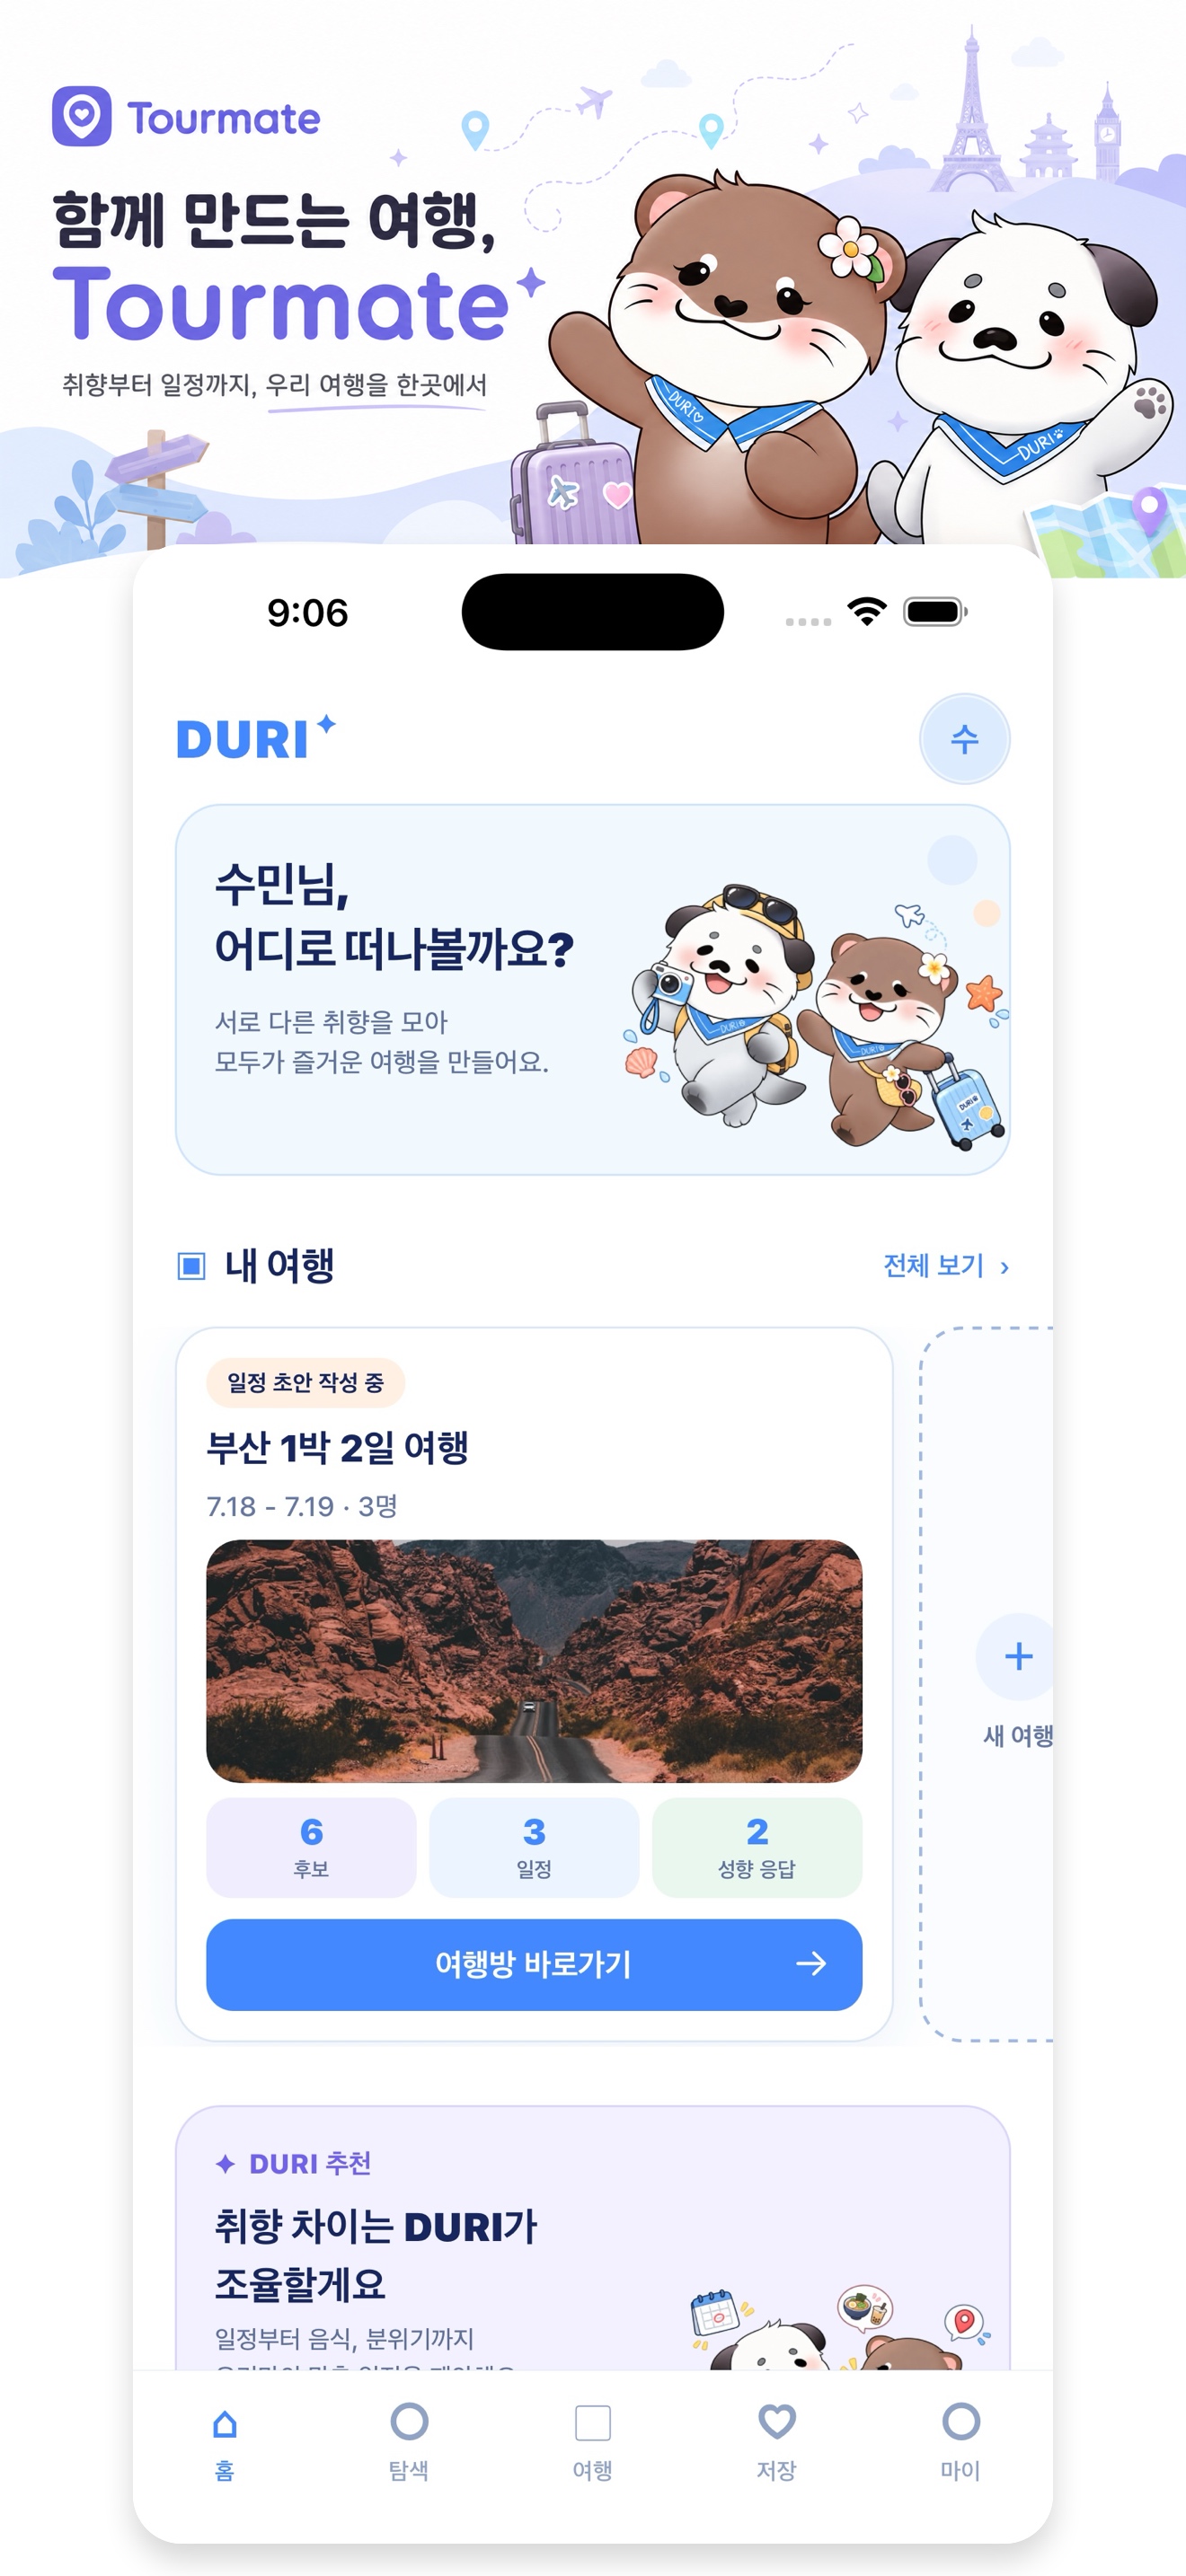 Tourmate
함께 만드는 여행,
Tourmate
취향부터 일정까지, 우리 여행을 한곳에서
DURI
DURI
9:06
DURI
수
수민님,
어디로 떠나볼까요?
서로 다른 취향을 모아
모두가 즐거운 여행을 만들어요.
DURI
DURI
DURI
내 여행
전체 보기 ›
일정 초안 작성 중
부산 1박 2일 여행
7.18 - 7.19 · 3명
새 여행
6
후보
3
일정
2
성향 응답
여행방 바로가기 →
DURI 추천
취향 차이는 DURI가
조율할게요
일정부터 음식, 분위기까지
홈
탐색
여행
저장
마이